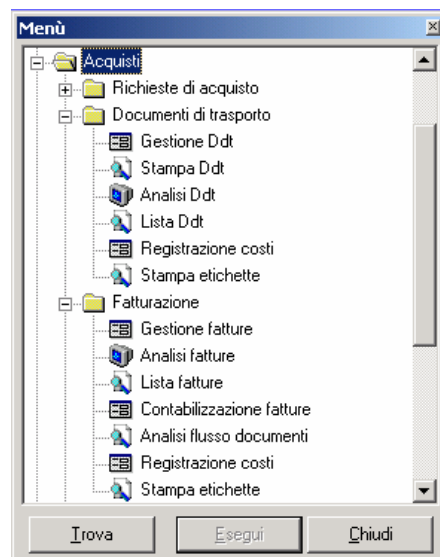 Menù
Acquisti
Richieste di acquisto
Documenti di trasporto
Gestione Ddt
Stampa Ddt
Analisi Ddt
Lista Ddt
Registrazione costi
Stampa etichette
Fatturazione
Gestione fatture
Analisi fatture
Lista fatture
Contabilizzazione fatture
Analisi flusso documenti
Registrazione costi
Stampa etichette
Trova Esegui Chiudi